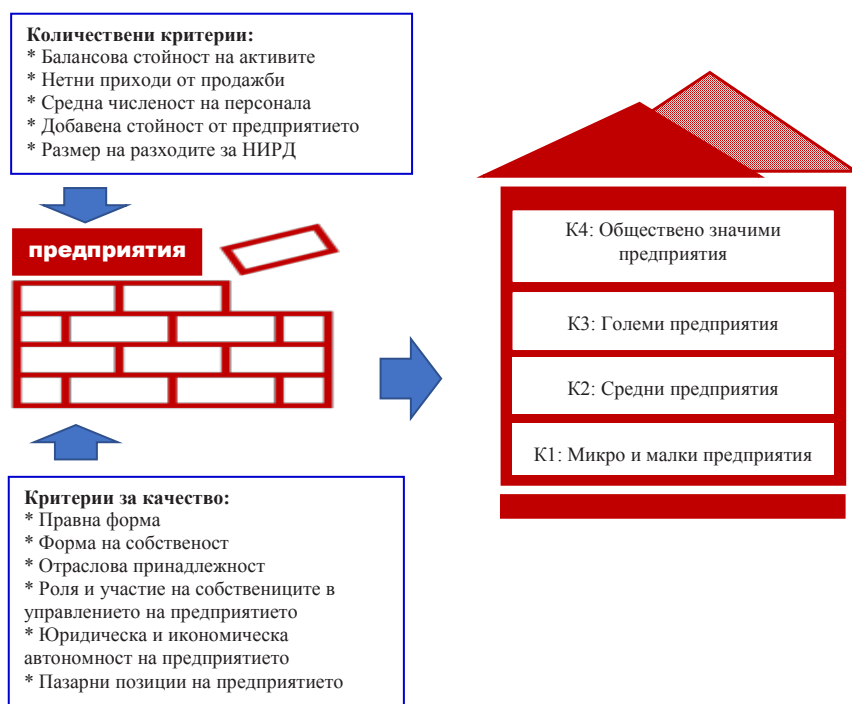 Количествени критерии:
* Балансова стойност на активите
* Нетни приходи от продажби
* Средна численост на персонала
* Добавена стойност от предприятието
* Размер на разходите за НИРД
предприятия
Критерии за качество:
* Правна форма
* Форма на собственост
* Отраслова принадлежност
* Роля и участие на собствениците в
управлението на предприятието
* Юридическа и икономическа
автономност на предприятието
* Пазарни позиции на предприятието
К4: Обществено значими
предприятия
К3: Големи предприятия
К2: Средни предприятия
К1: Микро и малки предприятия